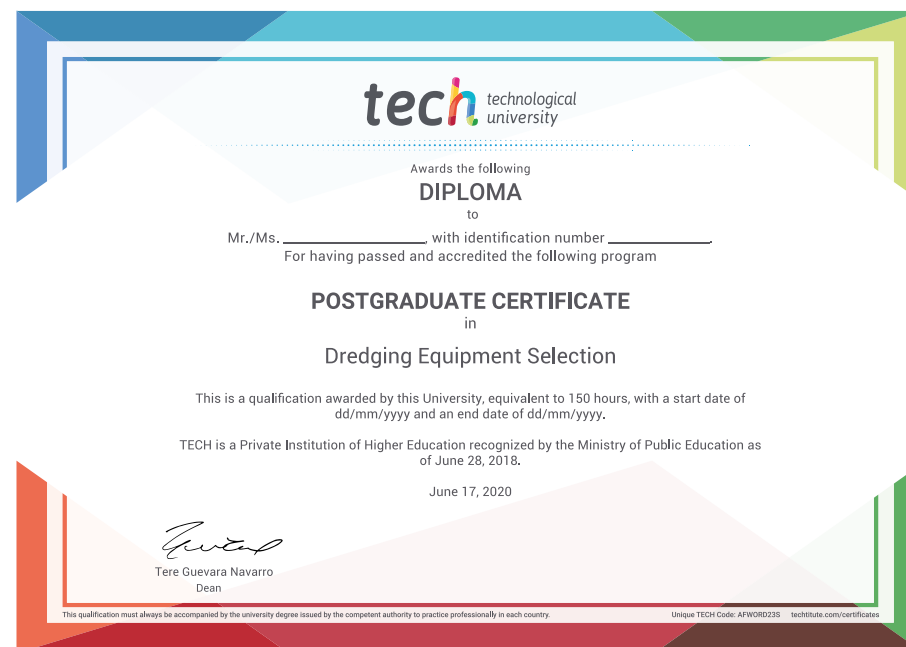 tech technological
university
Awards the following
DIPLOMA
to
Mr./Ms. ____________________, with identification number ______________.
For having passed and accredited the following program
POSTGRADUATE CERTIFICATE
in
Dredging Equipment Selection
This is a qualification awarded by this University, equivalent to 150 hours, with a start date of
dd/mm/yyyy and an end date of dd/mm/yyyy.
TECH is a Private Institution of Higher Education recognized by the Ministry of Public Education as
of June 28, 2018.
June 17, 2020
Tere Guevara Navarro
Dean
This qualification must always be accompanied by the university degree issued by the competent authority to practice professionally in each country. Unique TECH Code: AFWORD23S techtitute.com/certificates